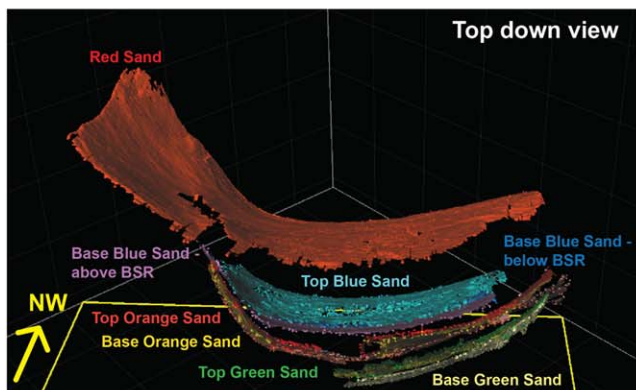 Top down view
Red Sand
Base Blue Sand -
above BSR
Base Blue Sand -
below BSR
Top Blue Sand
NW
Top Orange Sand
Base Orange Sand
Top Green Sand
Base Green Sand